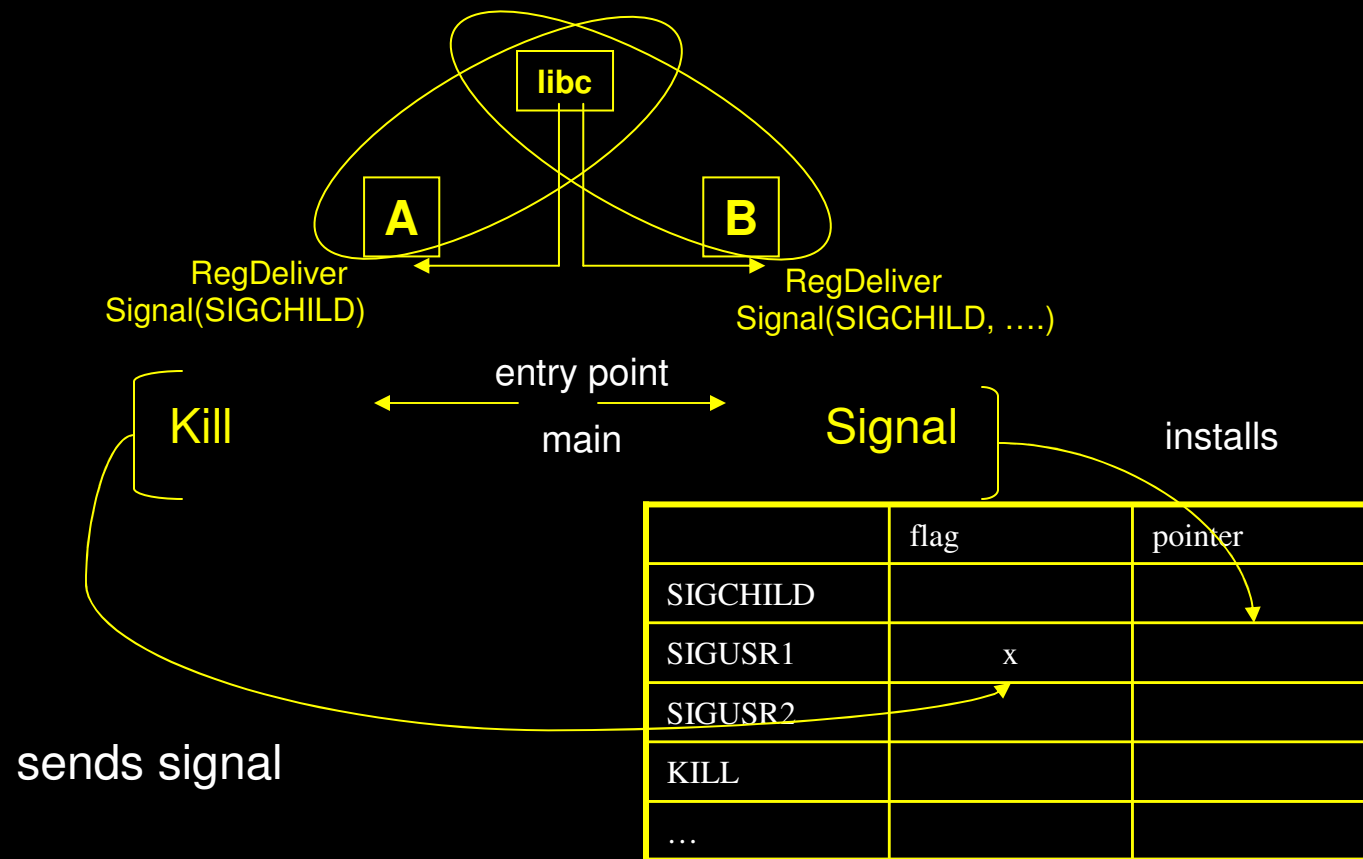 libc
A
B
RegDeliver
Signal(SIGCHILD)
RegDeliver
Signal(SIGCHILD, ….)
entry point
main
Kill
Signal
installs
sends signal
flag pointer
SIGCHILD
SIGUSR1 x
SIGUSR2
KILL
…